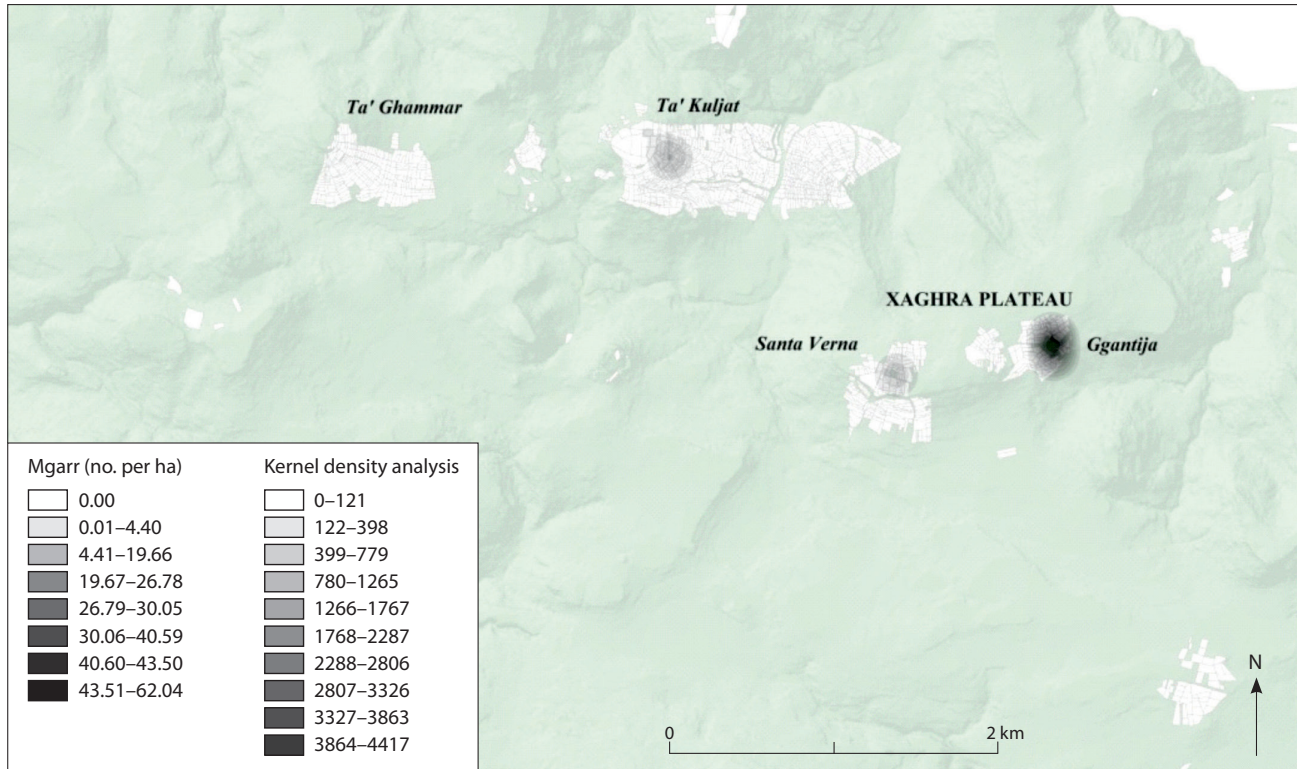 Ta' Ghammar
Ta' Kuljat
XAGHRA PLATEAU
Santa Verna
Ggantija
Mgarr (no. per ha)
0.00
0.01–4.40
4.41–19.66
19.67–26.78
26.79–30.05
30.06–40.59
40.60–43.50
43.51–62.04
Kernel density analysis
0–121
122–398
399–779
780–1265
1266–1767
1768–2287
2288–2806
2807–3326
3327–3863
3864–4417
0
2 km
N